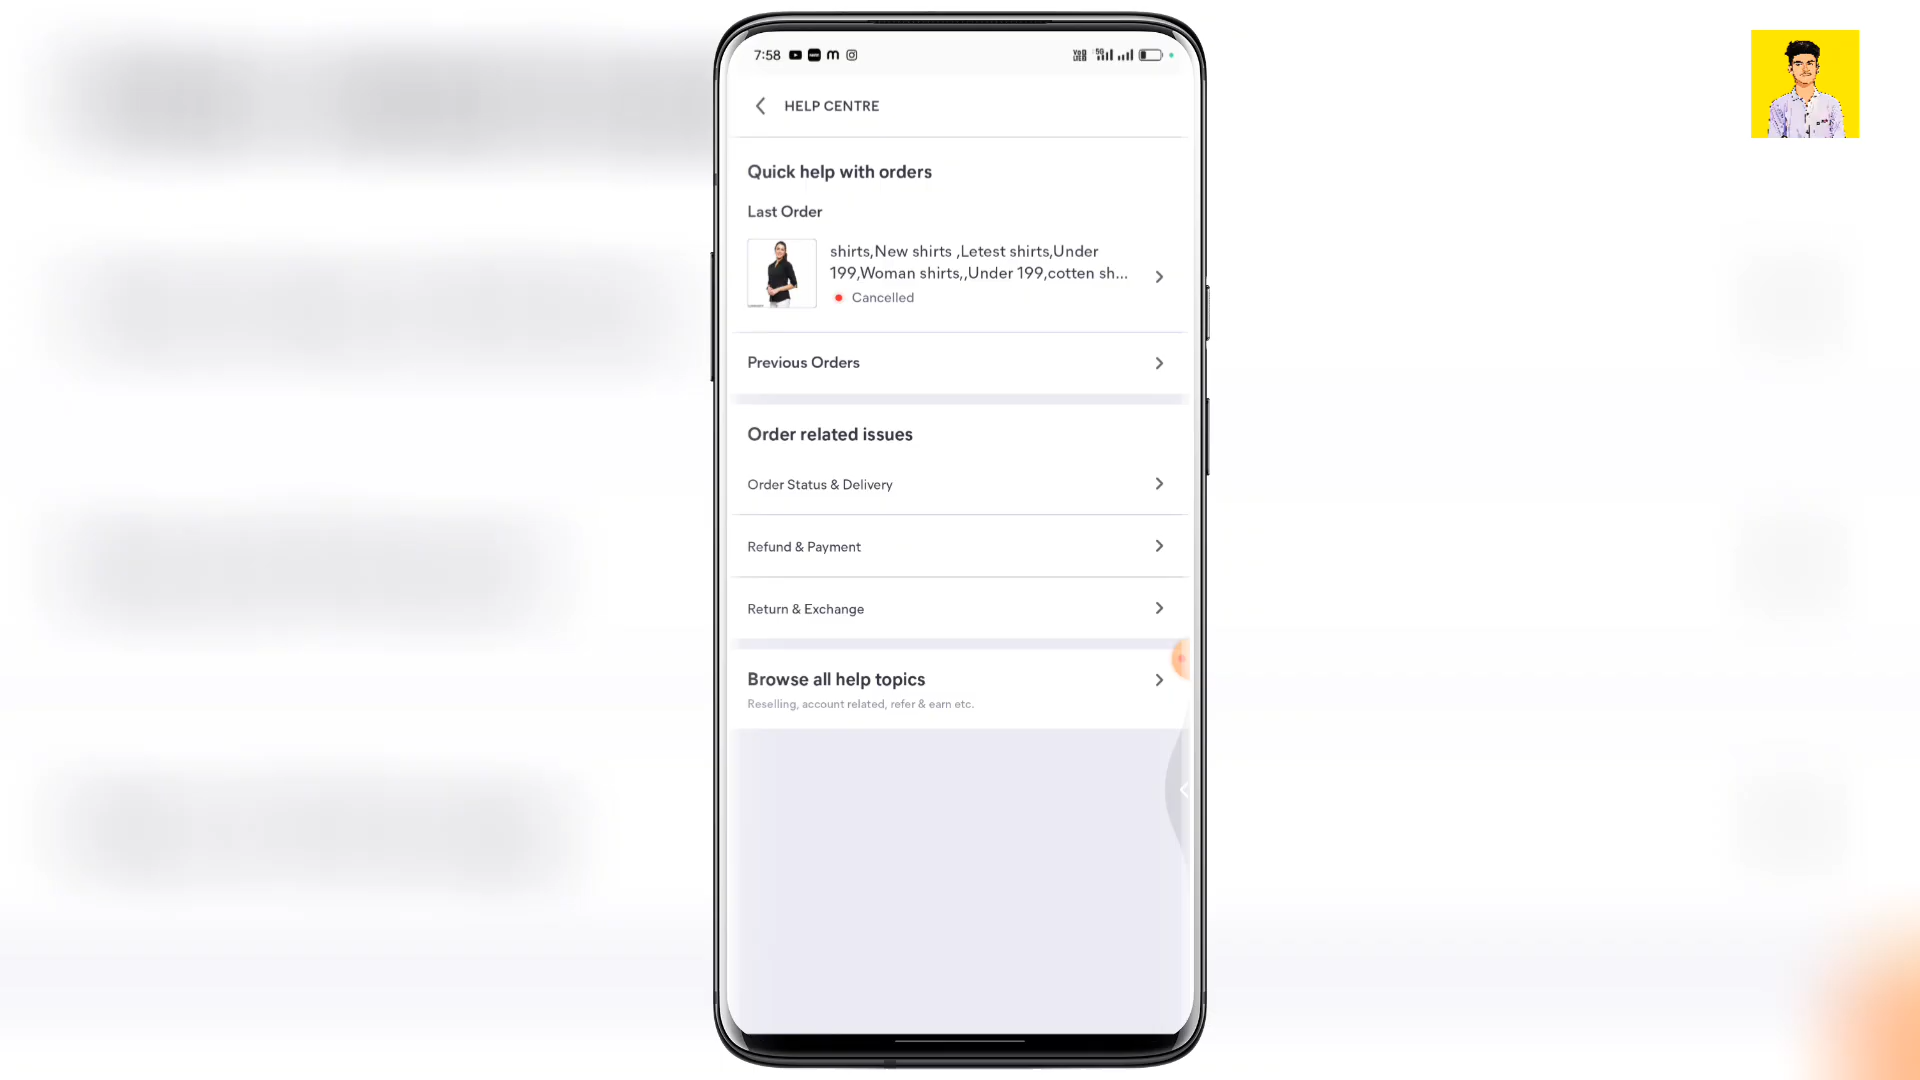 7:58
HELP CENTRE
Quick help with orders
Last Order
shirts,New shirts ,Letest shirts,Under
199,Woman shirts,,Under 199,cotten sh...
Cancelled
Previous Orders
Order related issues
Order Status & Delivery
Refund & Payment
Return & Exchange
Browse all help topics
Reselling, account related, refer & earn etc.